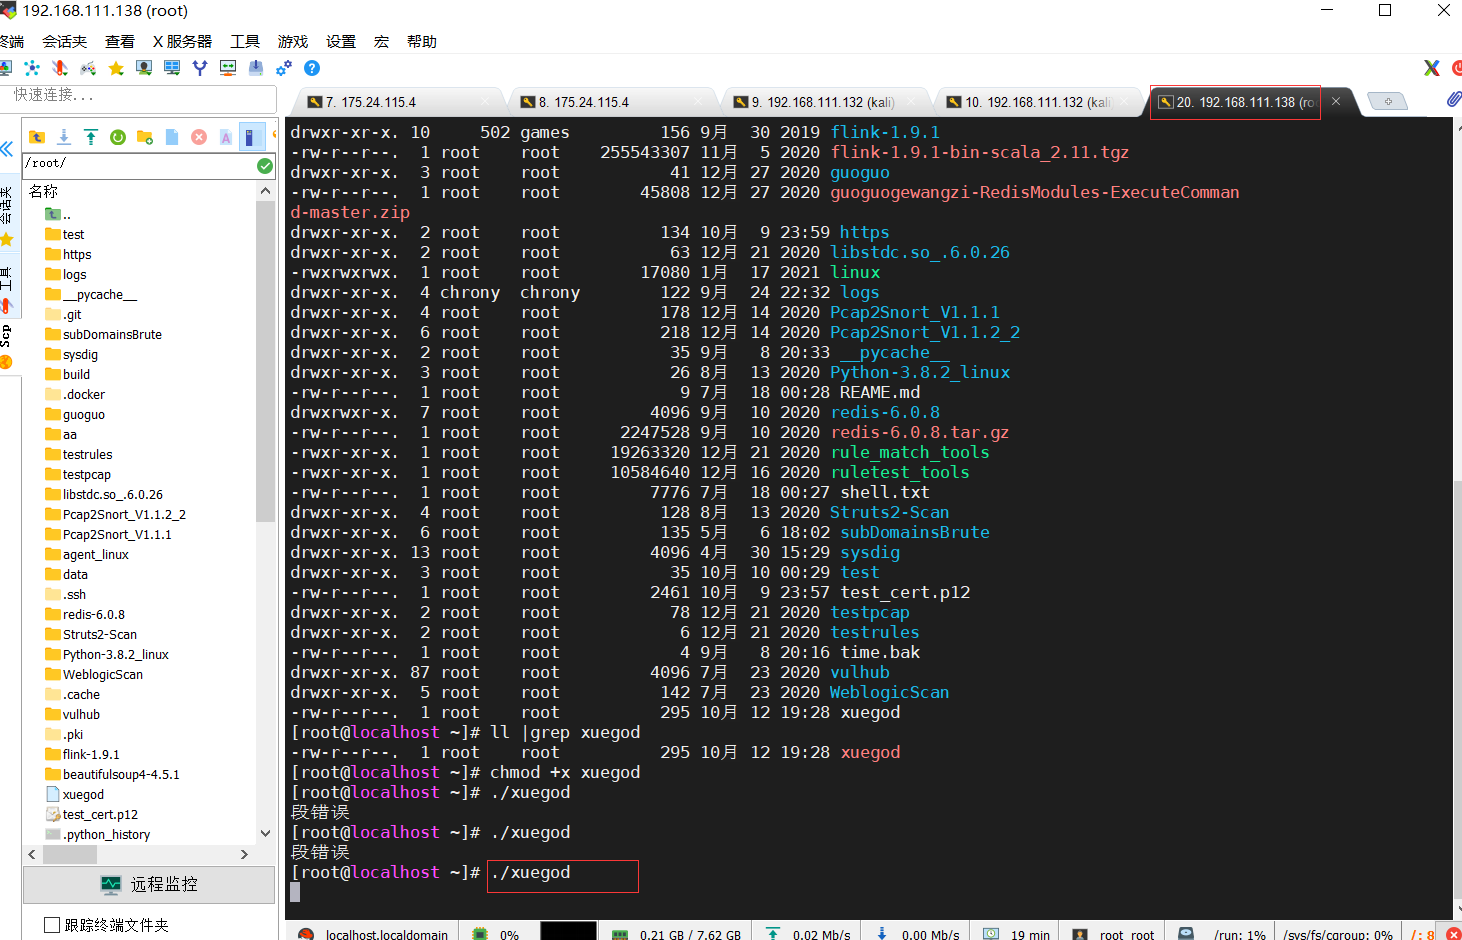 192.168.111.138 (root)
终端 会话夹 查看 X 服务器 工具 游戏 设置 宏 帮助
快速连接...
7. 175.24.115.4
8. 175.24.115.4
9. 192.168.111.132 (kali)
10. 192.168.111.132 (kali
20. 192.168.111.138 (ro
会话夹
工具
Scp
/root/
名称
..
test
https
logs
__pycache__
.git
subDomainsBrute
sysdig
build
.docker
guoguo
aa
testrules
testpcap
libstdc.so_.6.0.26
Pcap2Snort_V1.1.2_2
Pcap2Snort_V1.1.1
agent_linux
data
.ssh
redis-6.0.8
Struts2-Scan
Python-3.8.2_linux
WeblogicScan
.cache
vulhub
.pki
flink-1.9.1
beautifulsoup4-4.5.1
xuegod
test_cert.p12
.python_history
远程监控
跟踪终端文件夹
drwxr-xr-x. 10 502 games 156 9月 30 2019 flink-1.9.1
-rw-r--r--. 1 root root 255543307 11月 5 2020 flink-1.9.1-bin-scala_2.11.tgz
drwxr-xr-x. 3 root root 41 12月 27 2020 guoguo
-rw-r--r--. 1 root root 45808 12月 27 2020 guoguogewangzi-RedisModules-ExecuteComman
d-master.zip
drwxr-xr-x. 2 root root 134 10月 9 23:59 https
drwxr-xr-x. 2 root root 63 12月 21 2020 libstdc.so_.6.0.26
-rwxrwxrwx. 1 root root 17080 1月 17 2021 linux
drwxr-xr-x. 4 chrony chrony 122 9月 24 22:32 logs
drwxr-xr-x. 4 root root 178 12月 14 2020 Pcap2Snort_V1.1.1
drwxr-xr-x. 6 root root 218 12月 14 2020 Pcap2Snort_V1.1.2_2
drwxr-xr-x. 2 root root 35 9月 8 20:33 __pycache__
drwxr-xr-x. 3 root root 26 8月 13 2020 Python-3.8.2_linux
-rw-r--r--. 1 root root 9 7月 18 00:28 REAME.md
drwxrwxr-x. 7 root root 4096 9月 10 2020 redis-6.0.8
-rw-r--r--. 1 root root 2247528 9月 10 2020 redis-6.0.8.tar.gz
-rwxr-xr-x. 1 root root 19263320 12月 21 2020 rule_match_tools
-rwxr-xr-x. 1 root root 10584640 12月 16 2020 ruletest_tools
-rw-r--r--. 1 root root 7776 7月 18 00:27 shell.txt
drwxr-xr-x. 4 root root 128 8月 13 2020 Struts2-Scan
drwxr-xr-x. 6 root root 135 5月 6 18:02 subDomainsBrute
drwxr-xr-x. 13 root root 4096 4月 30 15:29 sysdig
drwxr-xr-x. 3 root root 35 10月 10 00:29 test
-rw-r--r--. 1 root root 2461 10月 9 23:57 test_cert.p12
drwxr-xr-x. 2 root root 78 12月 21 2020 testpcap
drwxr-xr-x. 2 root root 6 12月 21 2020 testrules
-rw-r--r--. 1 root root 4 9月 8 20:16 time.bak
drwxr-xr-x. 87 root root 4096 7月 23 2020 vulhub
drwxr-xr-x. 5 root root 142 7月 23 2020 WeblogicScan
-rw-r--r--. 1 root root 295 10月 12 19:28 xuegod
[root@localhost ~]# ll |grep xuegod
-rw-r--r--. 1 root root 295 10月 12 19:28 xuegod
[root@localhost ~]# chmod +x xuegod
[root@localhost ~]# ./xuegod
段错误
[root@localhost ~]# ./xuegod
段错误
[root@localhost ~]# ./xuegod
localhost.localdomain 0% 0.21 GB / 7.62 GB 0.02 Mb/s 0.00 Mb/s 19 min root root /run: 1% /sys/fs/cgroup: 0% /: 8